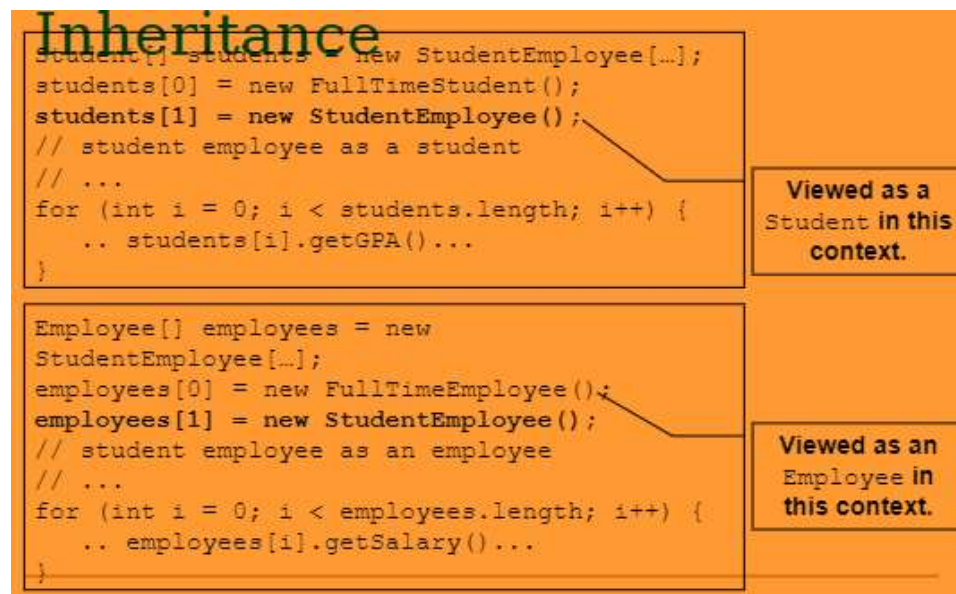 Inheritance
Student[] students = new StudentEmployee[…];
students[0] = new FullTimeStudent();
students[1] = new StudentEmployee();
// student employee as a student
// ...
for (int i = 0; i < students.length; i++) {
.. students[i].getGPA()...
}
Viewed as a
Student in this
context.
Employee[] employees = new
StudentEmployee[…];
employees[0] = new FullTimeEmployee();
employees[1] = new StudentEmployee();
// student employee as an employee
// ...
for (int i = 0; i < employees.length; i++) {
.. employees[i].getSalary()...
}
Viewed as an
Employee in
this context.